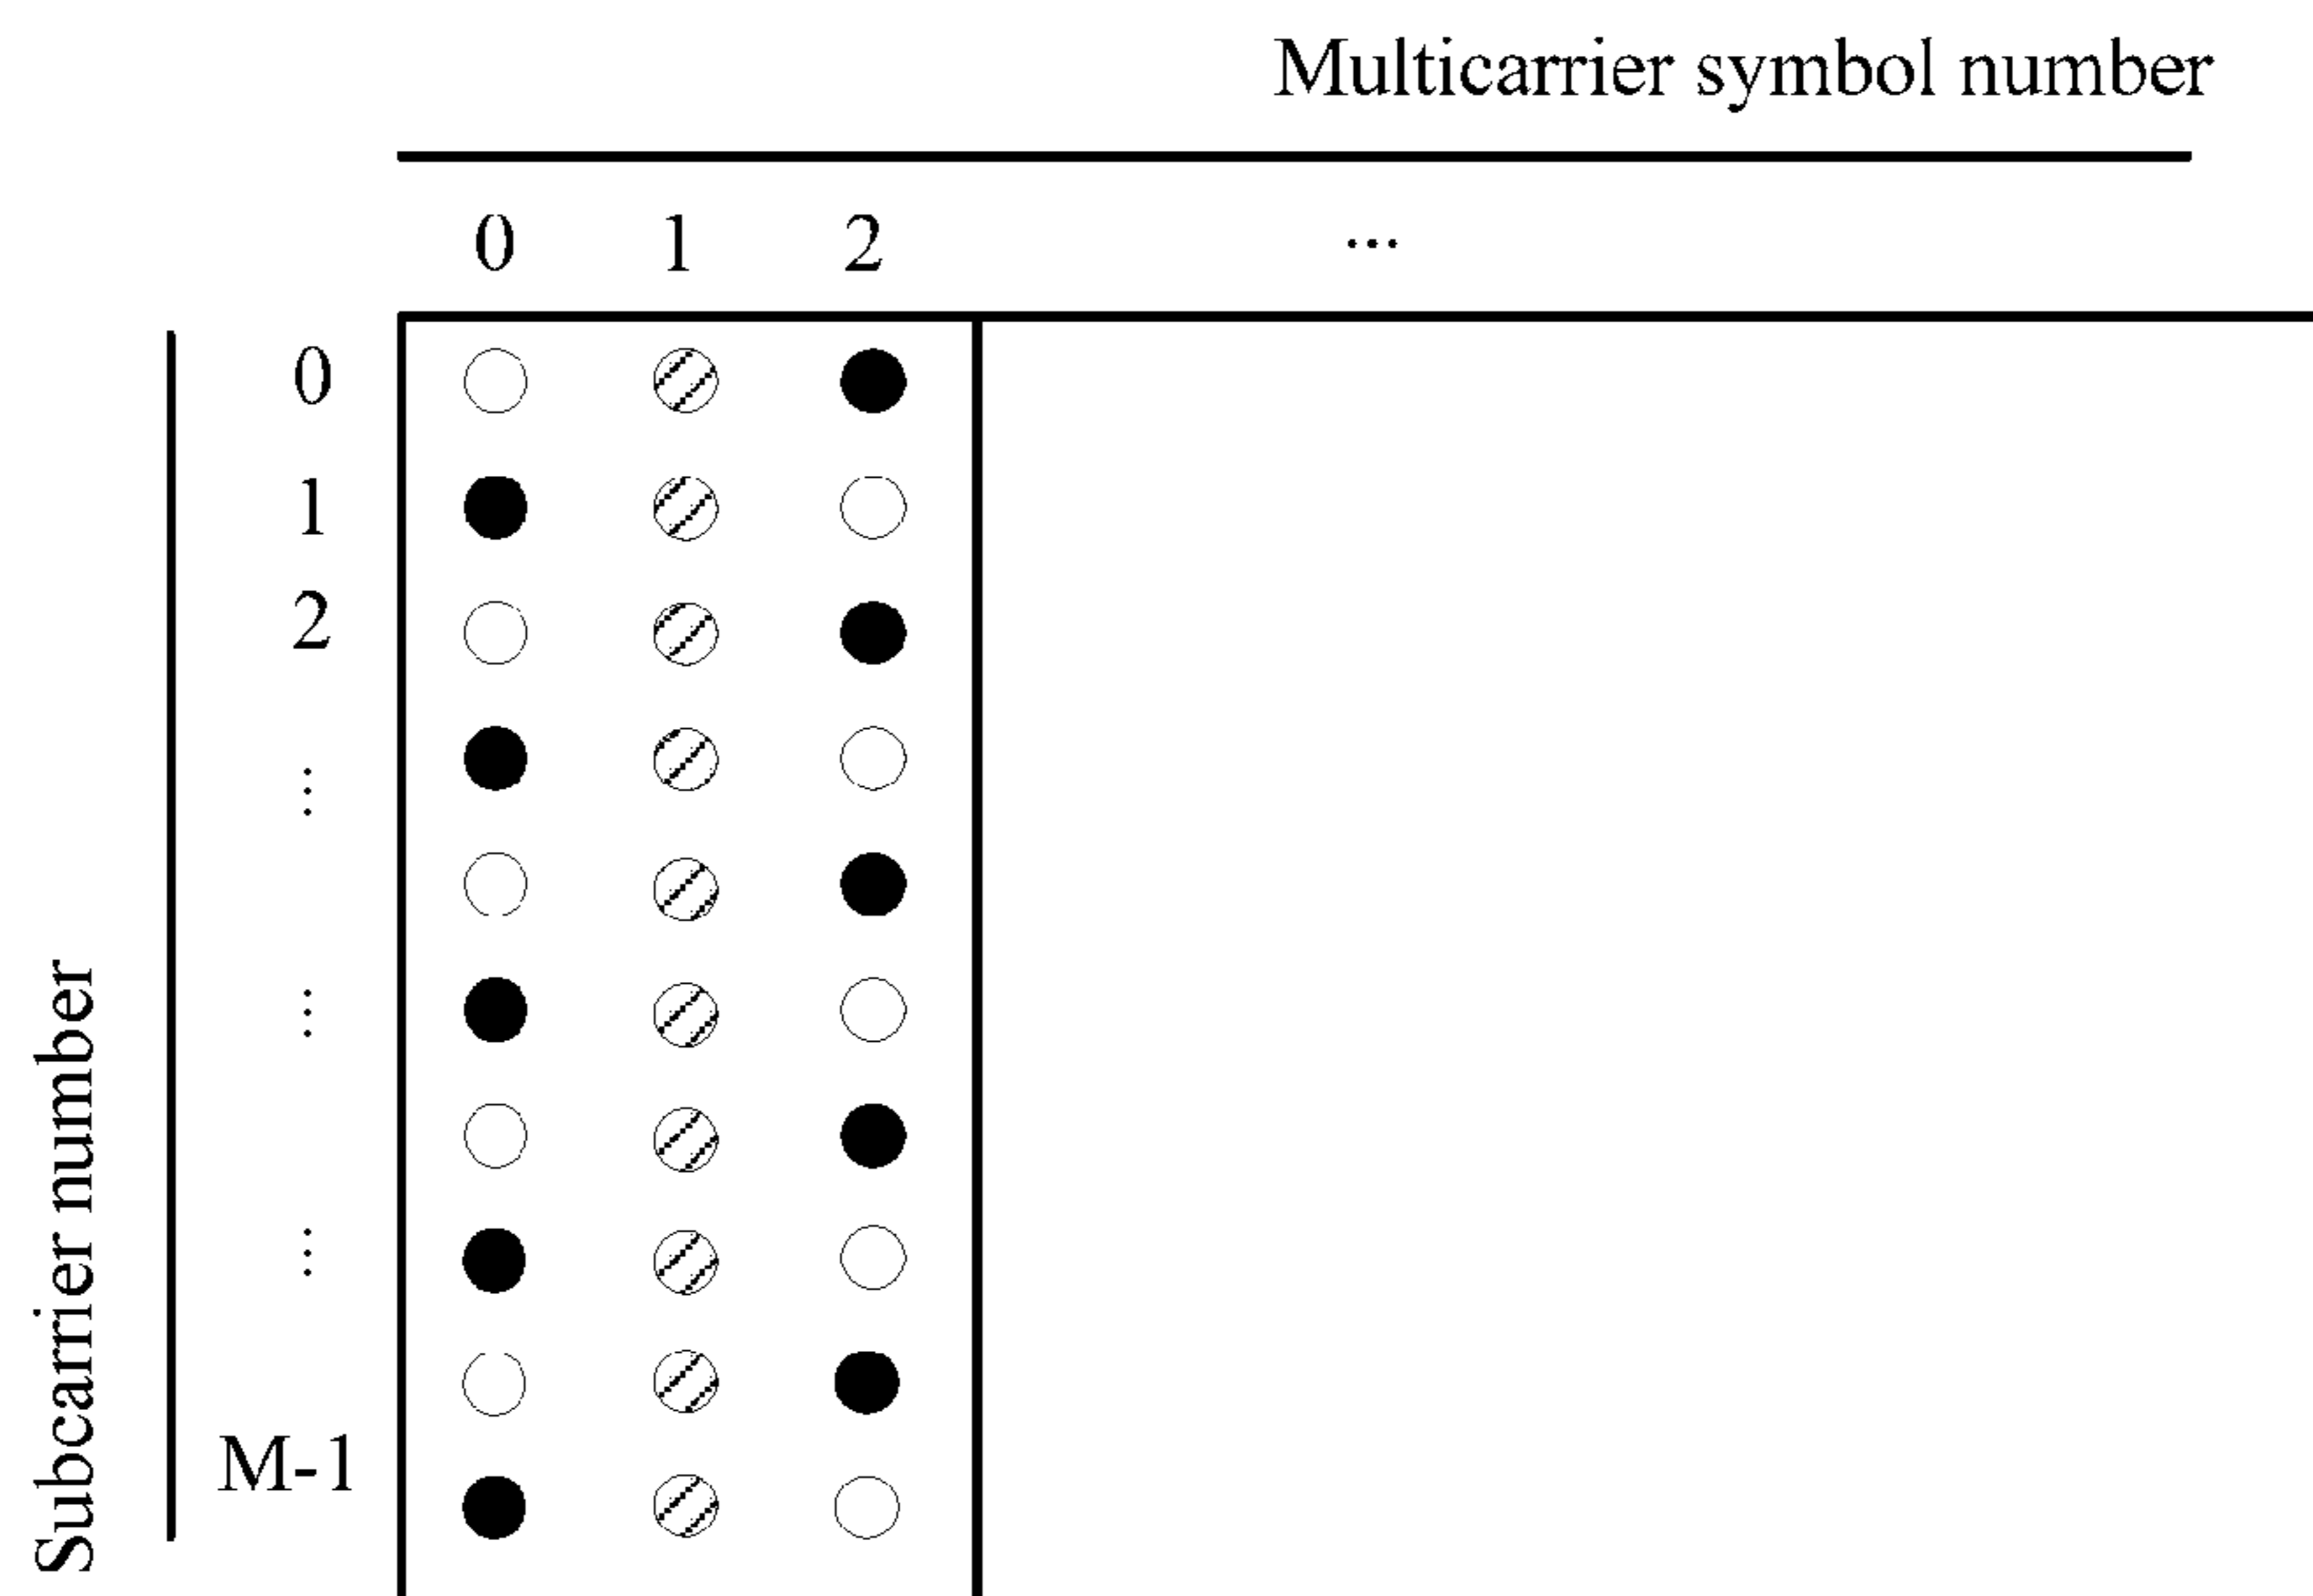 Multicarrier symbol number
0 1 2 ...
0
1
2
⋮
⋮
⋮
M-1
Subcarrier number